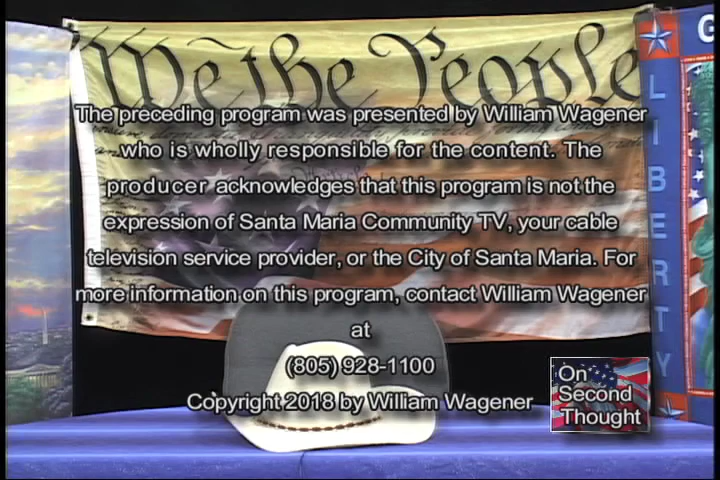 We the People
The preceding program was presented by William Wagener
who is wholly responsible for the content. The
producer acknowledges that this program is not the
expression of Santa Maria Community TV, your cable
television service provider, or the City of Santa Maria. For
more information on this program, contact William Wagener
at
(805) 928-1100
Copyright 2018 by William Wagener
On
Second
Thought
LIBERTY
G